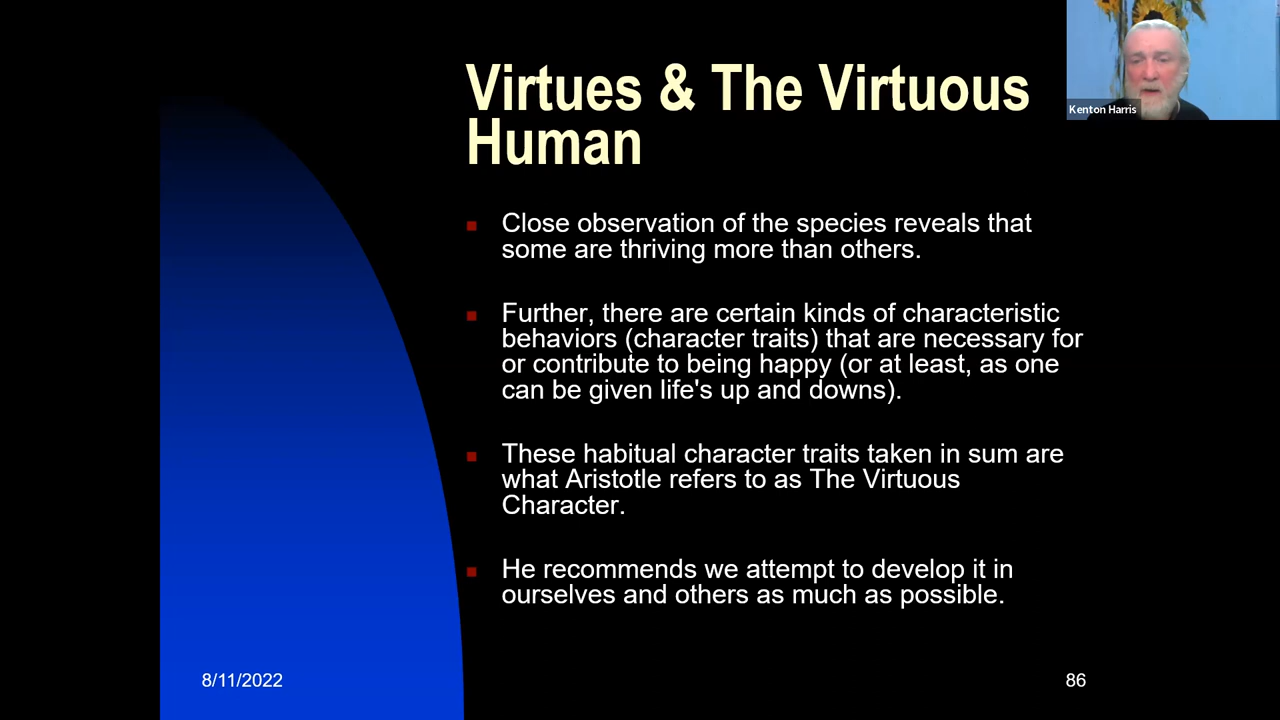 Virtues & The Virtuous
Human
Kenton Harris
Close observation of the species reveals that
some are thriving more than others.
Further, there are certain kinds of characteristic
behaviors (character traits) that are necessary for
or contribute to being happy (or at least, as one
can be given life's up and downs).
These habitual character traits taken in sum are
what Aristotle refers to as The Virtuous
Character.
He recommends we attempt to develop it in
ourselves and others as much as possible.
8/11/2022
86